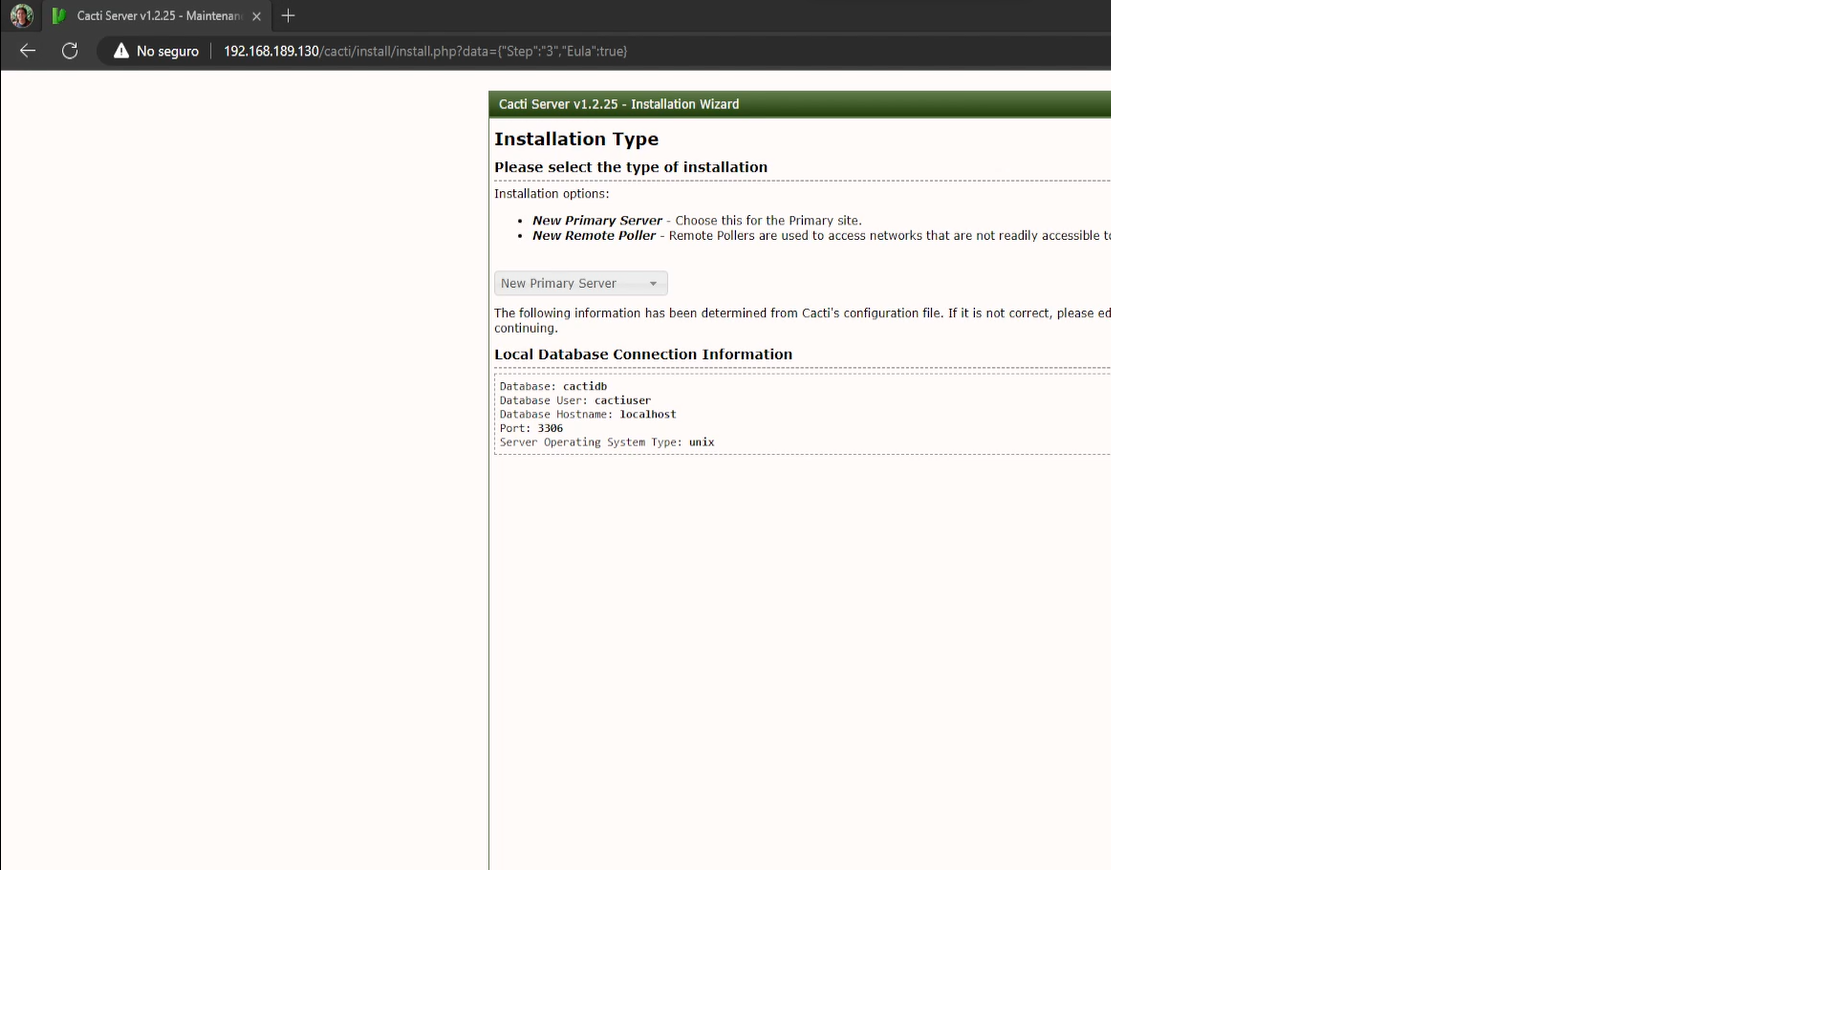 Cacti Server v1.2.25 - Maintenan
No seguro
192.168.189.130/cacti/install/install.php?data={"Step":"3","Eula":true}
Cacti Server v1.2.25 - Installation Wizard
Installation Type
Please select the type of installation
Installation options:
New Primary Server - Choose this for the Primary site.
New Remote Poller - Remote Pollers are used to access networks that are not readily accessible to
New Primary Server
The following information has been determined from Cacti's configuration file. If it is not correct, please ed
continuing.
Local Database Connection Information
Database: cactidb
Database User: cactiuser
Database Hostname: localhost
Port: 3306
Server Operating System Type: unix